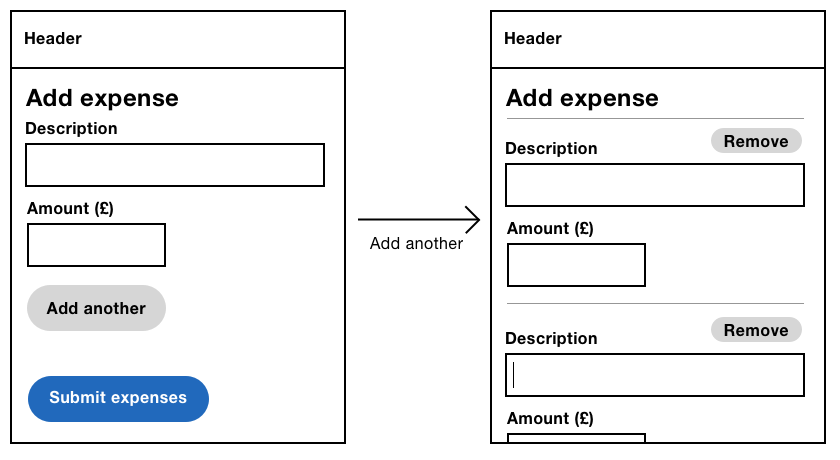 Header
Add expense
Description
Amount (£)
Add another
Submit expenses
Add another
Header
Add expense
Remove
Description
Amount (£)
Remove
Description
Amount (£)